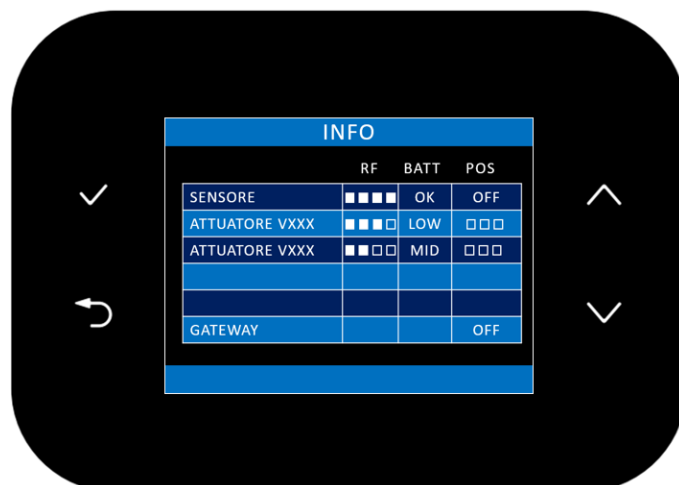 INFO
RF BATT POS
SENSORE ■■■■ OK OFF
ATTUATORE VXXX ■■■□ LOW □□□
ATTUATORE VXXX ■■□□ MID □□□
GATEWAY OFF